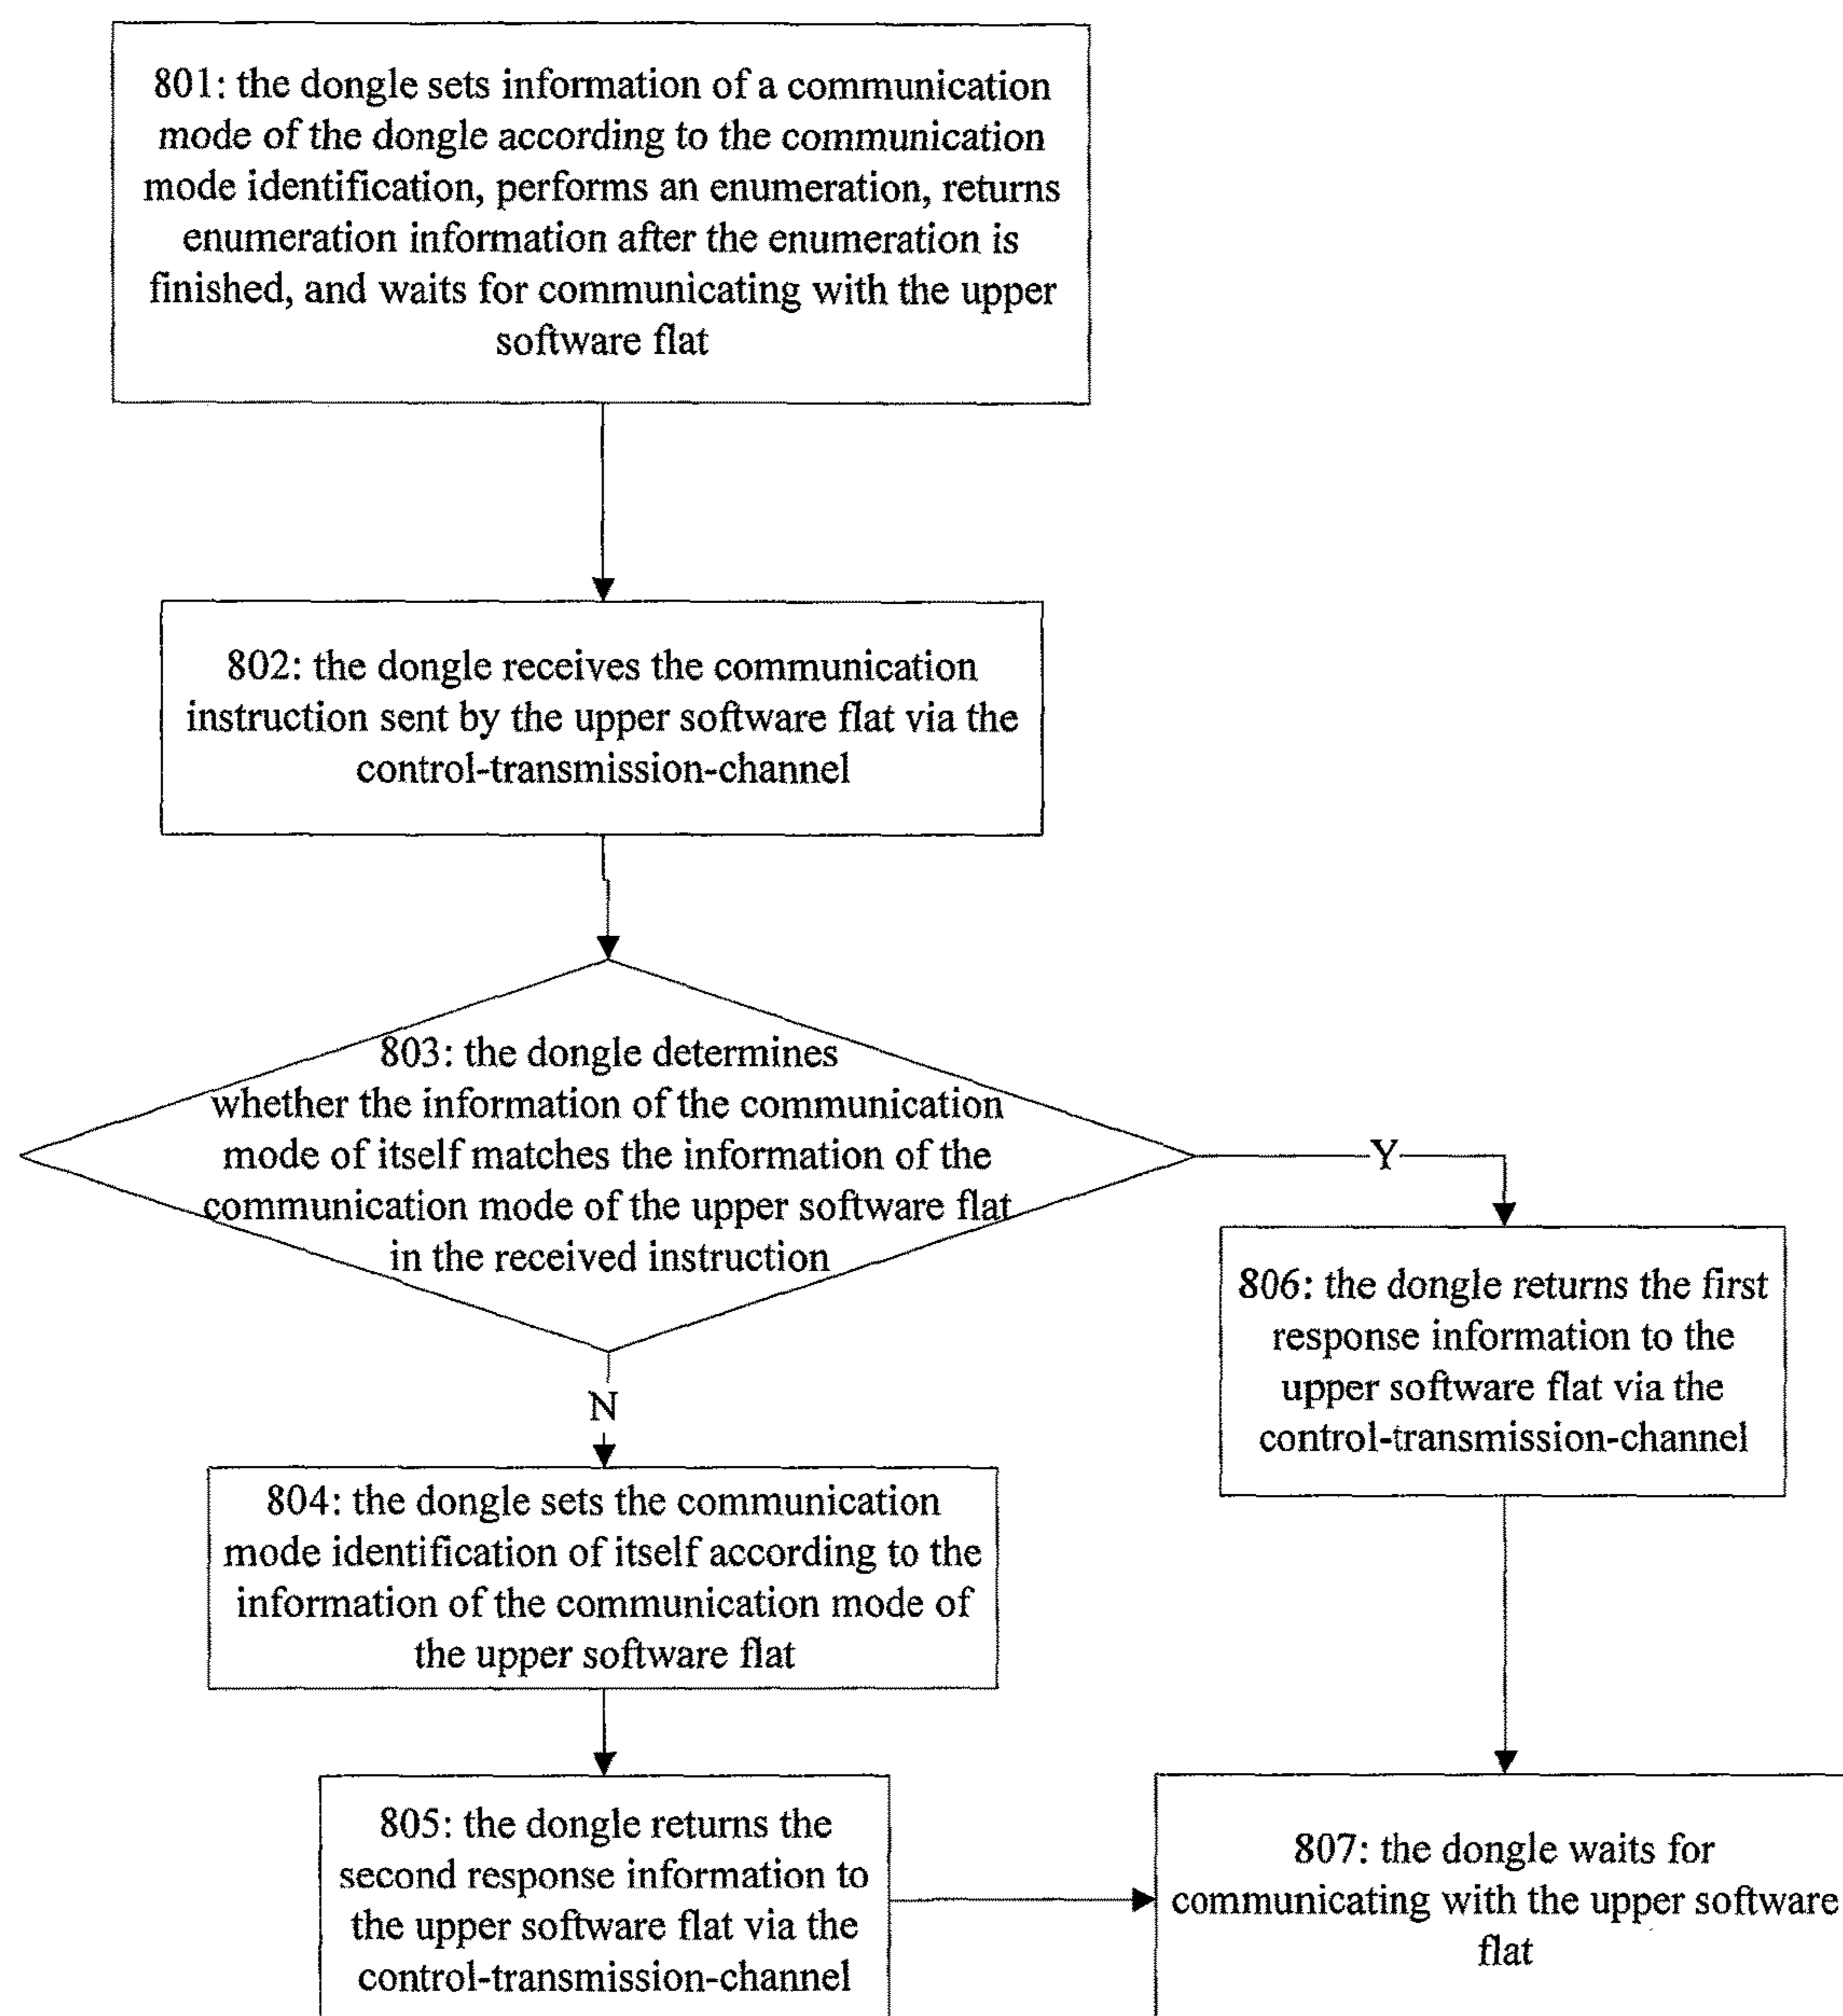 801: the dongle sets information of a communication
mode of the dongle according to the communication
mode identification, performs an enumeration, returns
enumeration information after the enumeration is
finished, and waits for communicating with the upper
software flat
802: the dongle receives the communication
instruction sent by the upper software flat via the
control-transmission-channel
803: the dongle determines
whether the information of the communication
mode of itself matches the information of the
communication mode of the upper software flat
in the received instruction
Y
N
806: the dongle returns the first
response information to the
upper software flat via the
control-transmission-channel
804: the dongle sets the communication
mode identification of itself according to the
information of the communication mode of
the upper software flat
805: the dongle returns the
second response information to
the upper software flat via the
control-transmission-channel
807: the dongle waits for
communicating with the upper software
flat